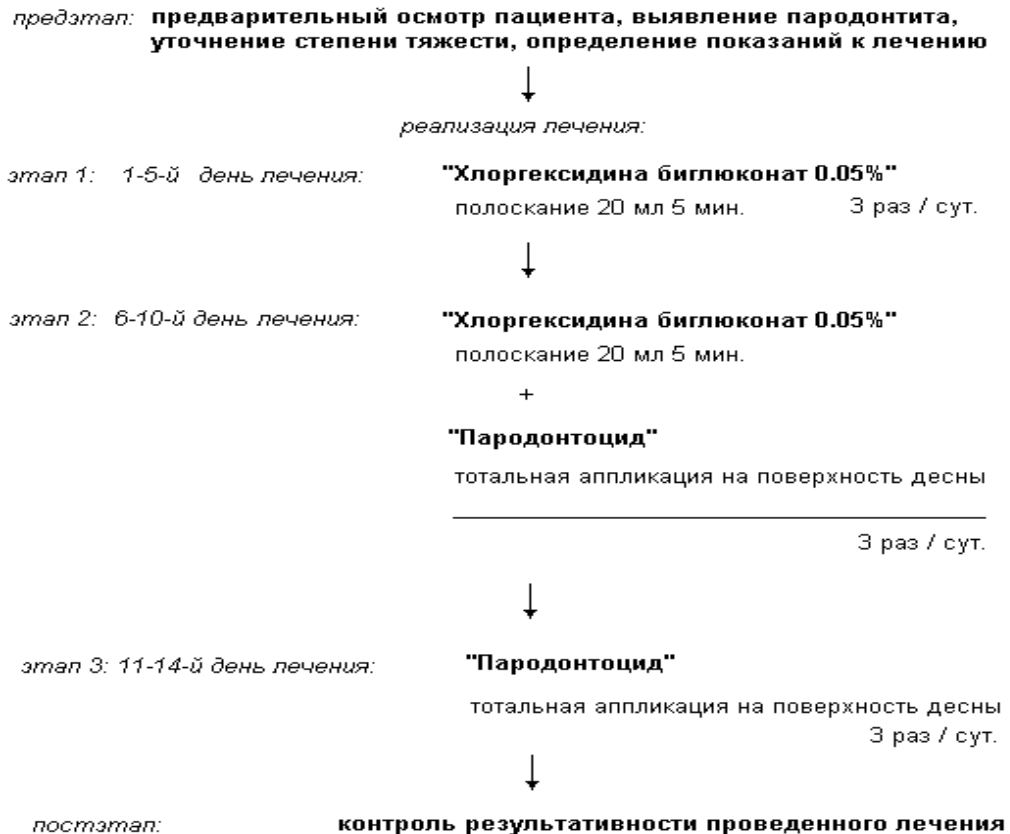 предэтап: предварительный осмотр пациента, выявление пародонтита,
уточнение степени тяжести, определение показаний к лечению
реализация лечения:
этап 1: 1-5-й день лечения: "Хлоргексидина биглюконат 0.05%"
полоскание 20 мл 5 мин. 3 раз / сут.
этап 2: 6-10-й день лечения: "Хлоргексидина биглюконат 0.05%"
полоскание 20 мл 5 мин.
+
"Пародонтоцид"
тотальная аппликация на поверхность десны
3 раз / сут.
этап 3: 11-14-й день лечения: "Пародонтоцид"
тотальная аппликация на поверхность десны
3 раз / сут.
постэтап: контроль результативности проведенного лечения